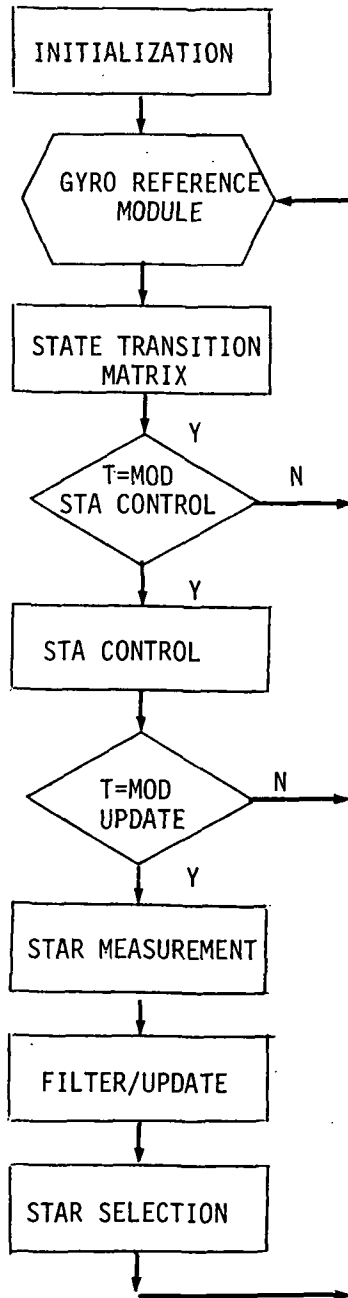 INITIALIZATION
GYRO REFERENCE
MODULE
STATE TRANSITION
MATRIX
Y
T=MOD
STA CONTROL
N
Y
STA CONTROL
T=MOD
UPDATE
N
Y
STAR MEASUREMENT
FILTER/UPDATE
STAR SELECTION